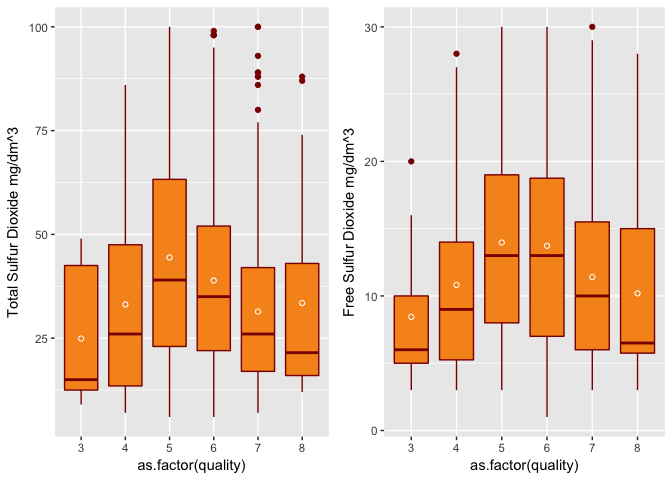 Total Sulfur Dioxide mg/dm^3
100
75
50
25
3 4 5 6 7 8
as.factor(quality)
Free Sulfur Dioxide mg/dm^3
30
20
10
0
3 4 5 6 7 8
as.factor(quality)